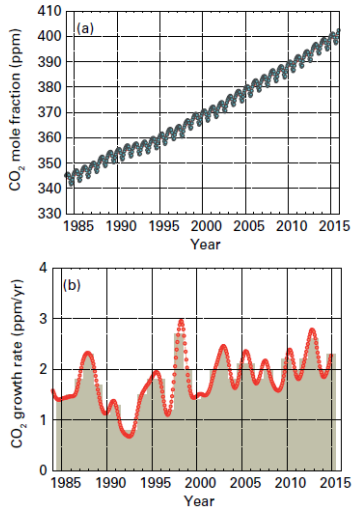 410
400
390
380
370
360
350
340
330
(a)
CO₂ mole fraction (ppm)
1985 1990 1995 2000 2005 2010 2015
Year
4
3
2
1
0
(b)
CO₂ growth rate (ppm/yr)
1985 1990 1995 2000 2005 2010 2015
Year